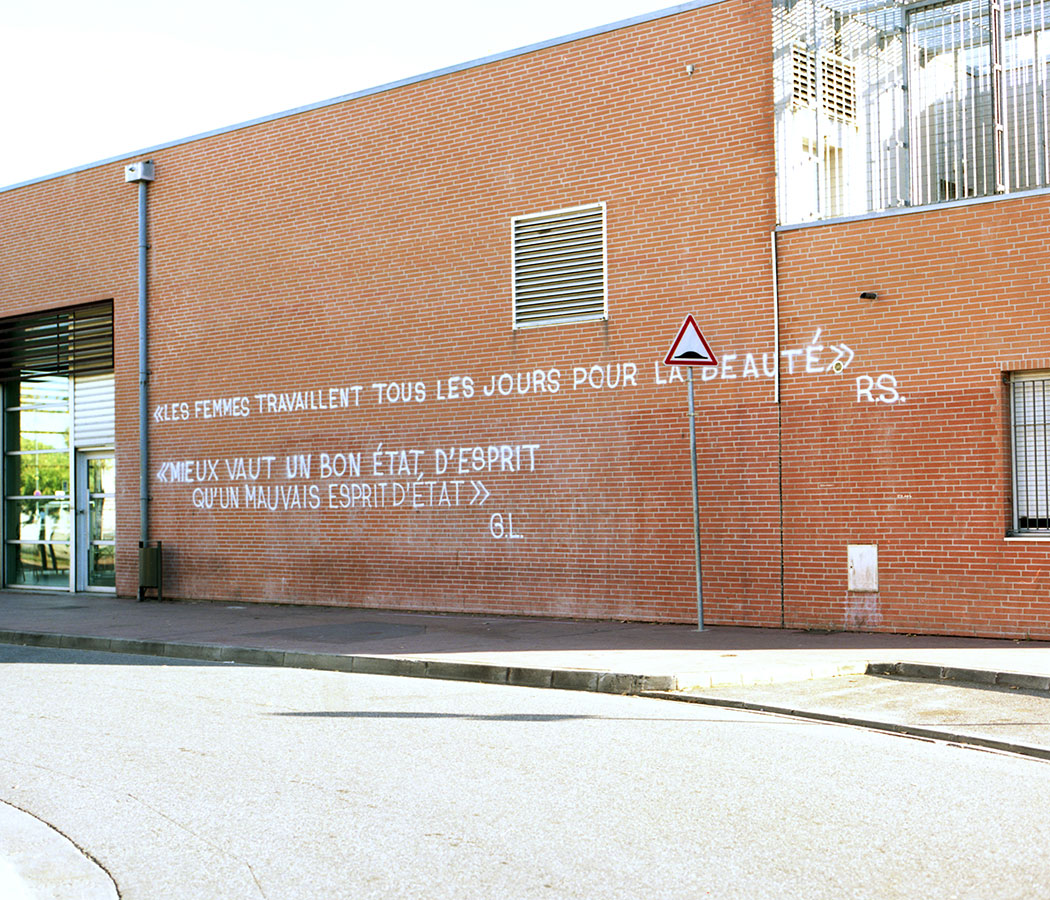 «LES FEMMES TRAVAILLENT TOUS LES JOURS POUR LA BEAUTÉ»
R.S.
«MIEUX VAUT UN BON ÉTAT D'ESPRIT
QU'UN MAUVAIS ESPRIT D'ÉTAT»
G.L.